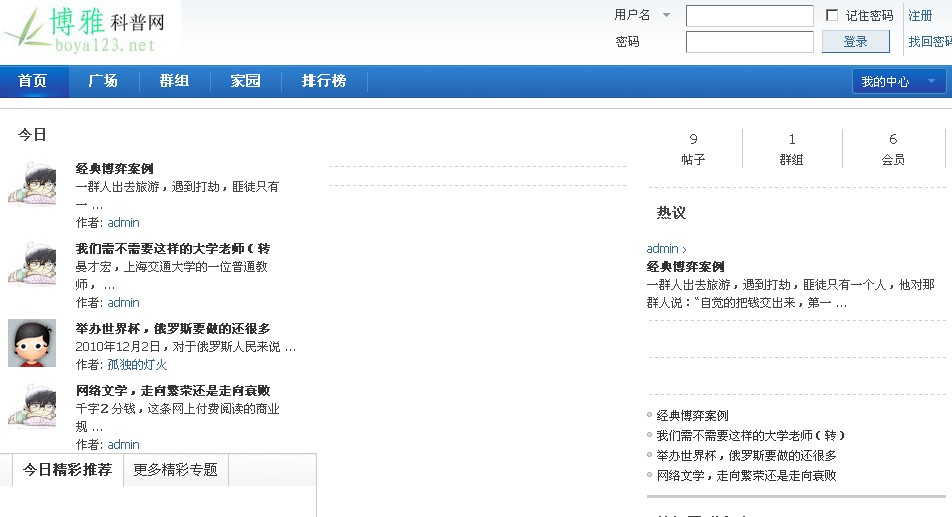 博雅科普网
boya123.net
用户名
记住密码
注册
密码
登录
找回密码
首页
广场
群组
家园
排行榜
我的中心
今日
经典博弈案例
一群人出去旅游，遇到打劫，匪徒只有
一 ...
作者: admin
我们需不需要这样的大学老师（转
晏才宏，上海交通大学的一位普通教
师， ...
作者: admin
举办世界杯，俄罗斯要做的还很多
2010年12月2日，对于俄罗斯人民来说 ...
作者: 孤独的灯火
网络文学，走向繁荣还是走向衰败
千字2 分钱，这条网上付费阅读的商业
规 ...
作者: admin
今日精彩推荐
更多精彩专题
9
帖子
1
群组
6
会员
热议
admin ›
经典博弈案例
一群人出去旅游，遇到打劫，匪徒只有一个人，他对那
群人说：“自觉的把钱交出来，第一 ...
经典博弈案例
我们需不需要这样的大学老师（转）
举办世界杯，俄罗斯要做的还很多
网络文学，走向繁荣还是走向衰败